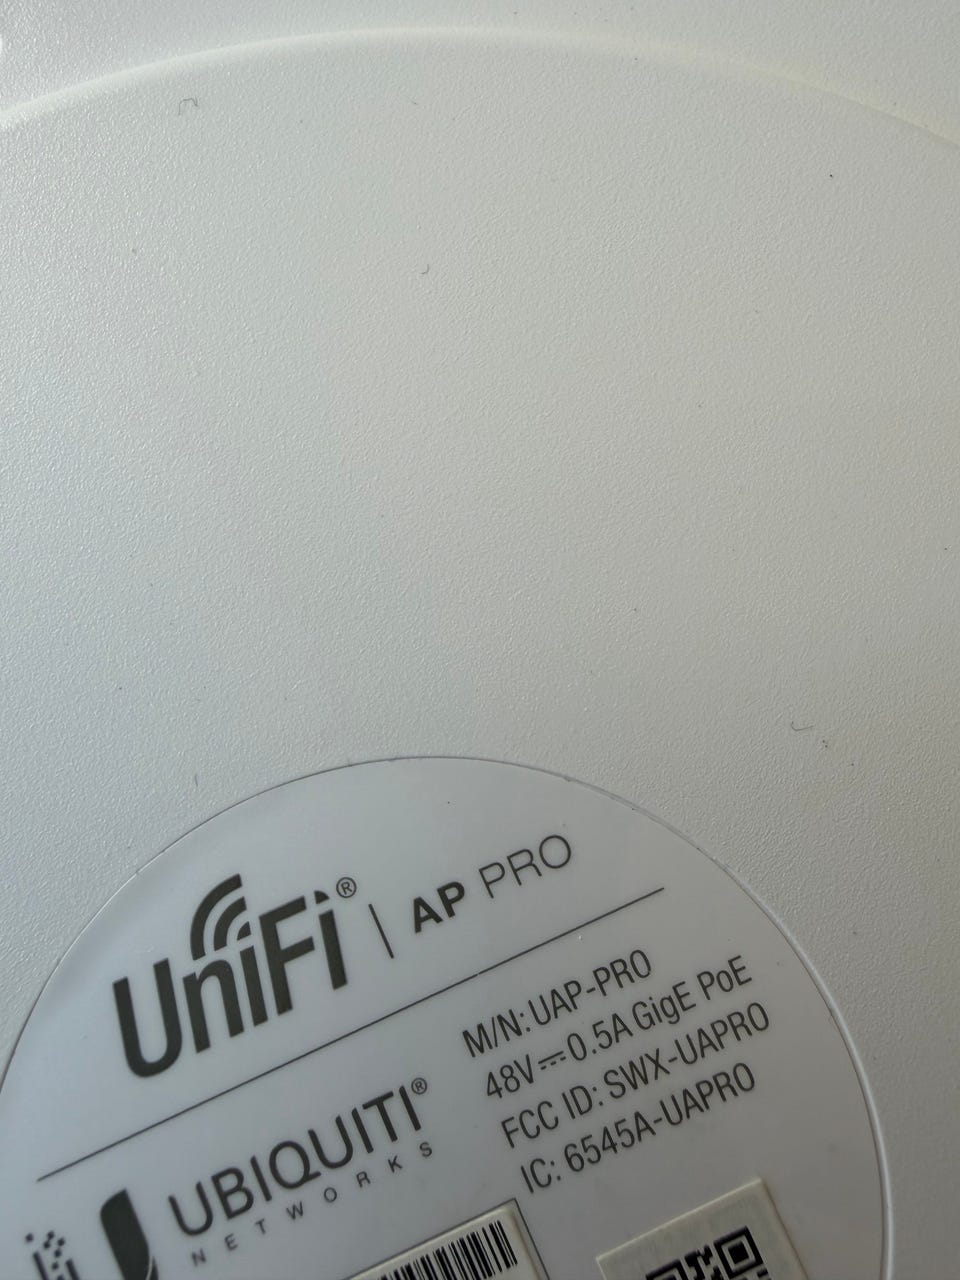 UniFi® | AP PRO
M/N: UAP-PRO
48V⎓0.5A GigE PoE
FCC ID: SWX-UAPRO
IC: 6545A-UAPRO
UBIQUITI®
NETWORKS